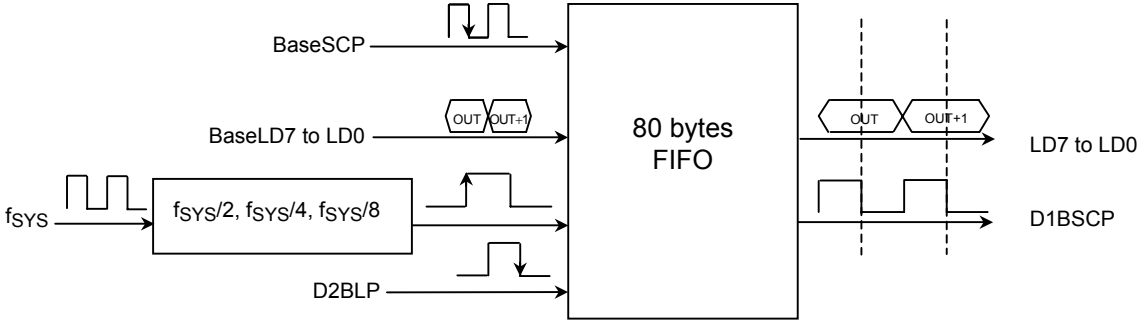 BaseSCP
OUT OUT+1
BaseLD7 to LD0
80 bytes
FIFO
OUT OUT+1
LD7 to LD0
fSYS
fSYS/2, fSYS/4, fSYS/8
D1BSCP
D2BLP